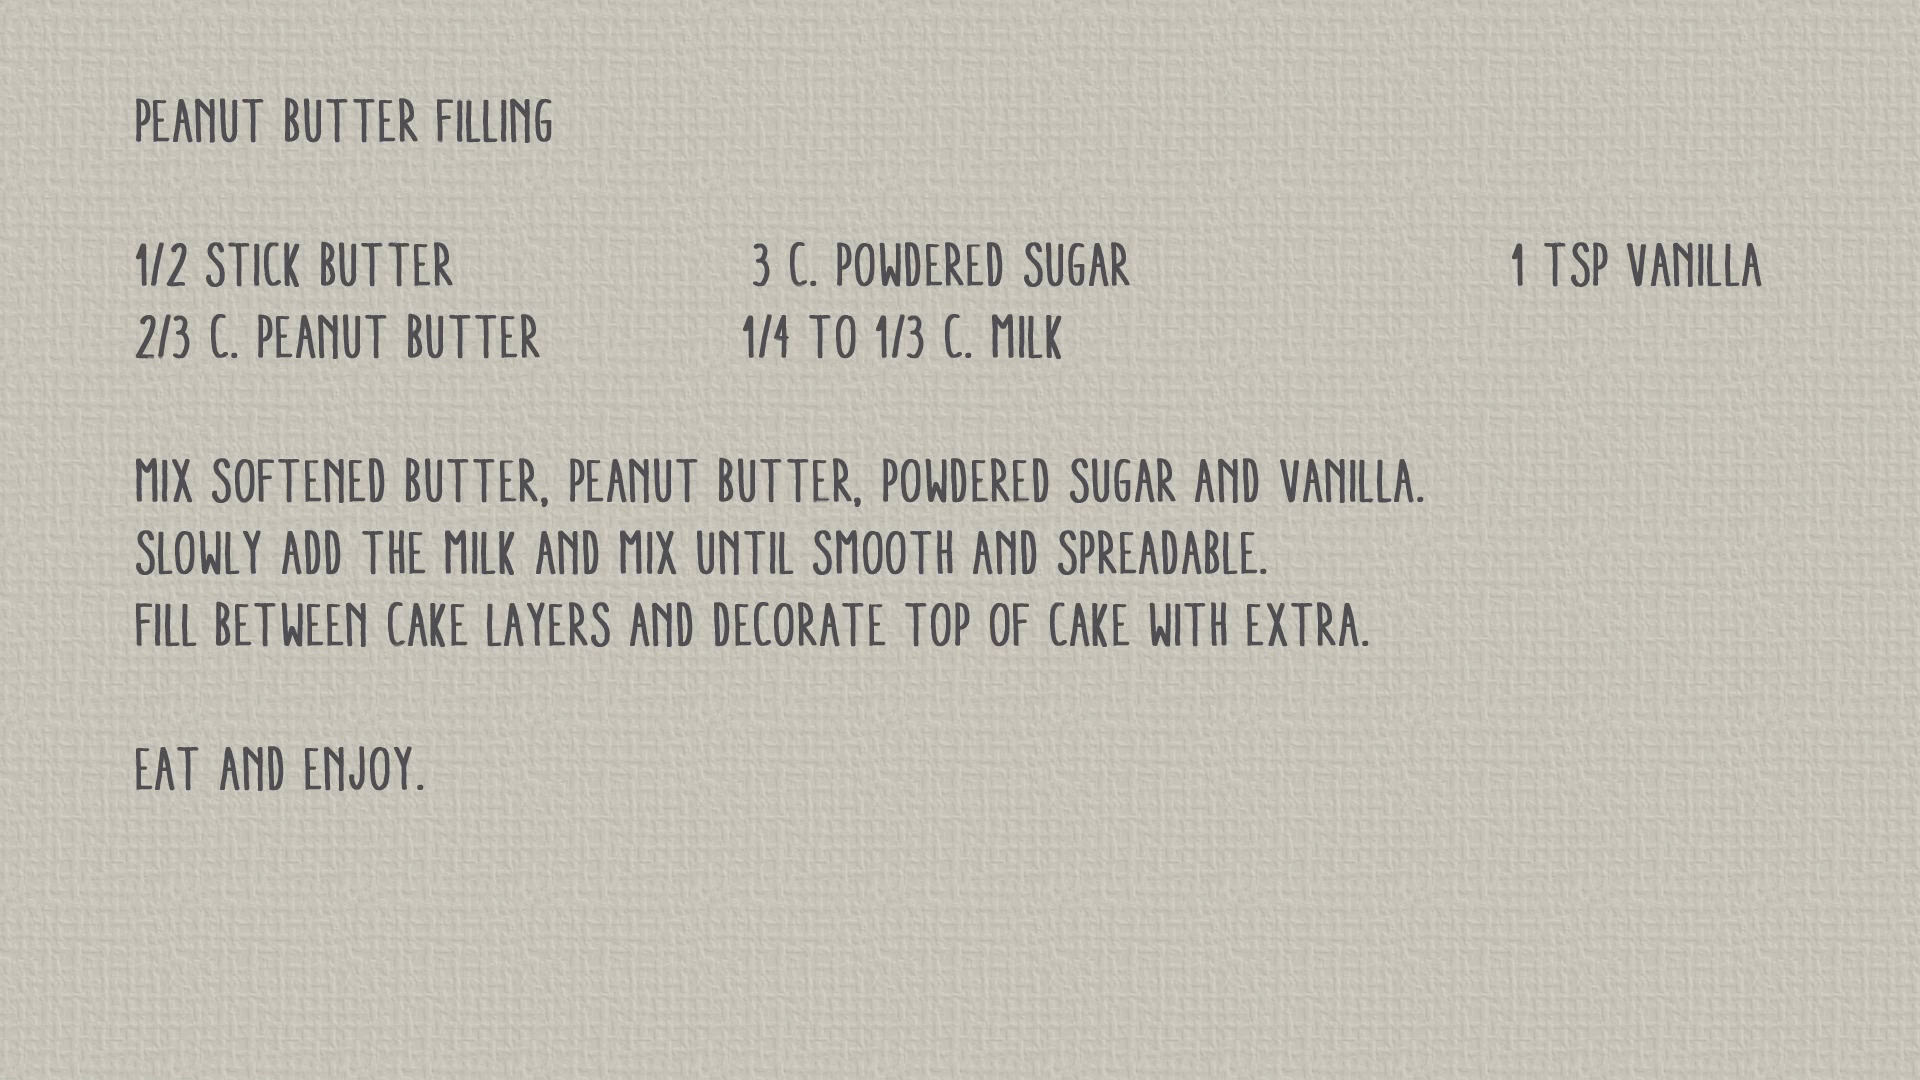 PEANUT BUTTER FILLING
1/2 STICK BUTTER 3 C. POWDERED SUGAR 1 TSP VANILLA
2/3 C. PEANUT BUTTER 1/4 TO 1/3 C. MILK
MIX SOFTENED BUTTER, PEANUT BUTTER, POWDERED SUGAR AND VANILLA.
SLOWLY ADD THE MILK AND MIX UNTIL SMOOTH AND SPREADABLE.
FILL BETWEEN CAKE LAYERS AND DECORATE TOP OF CAKE WITH EXTRA.
EAT AND ENJOY.